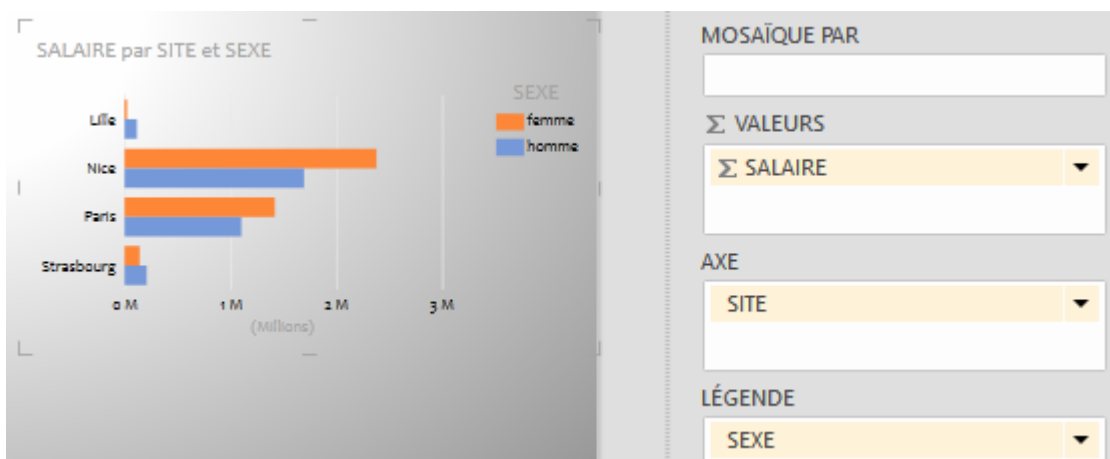 SALAIRE par SITE et SEXE
SEXE
femme
homme
Lille
Nice
Paris
Strasbourg
0 M 1 M 2 M 3 M
(Millions)
MOSAÏQUE PAR
Σ VALEURS
Σ SALAIRE
AXE
SITE
LÉGENDE
SEXE